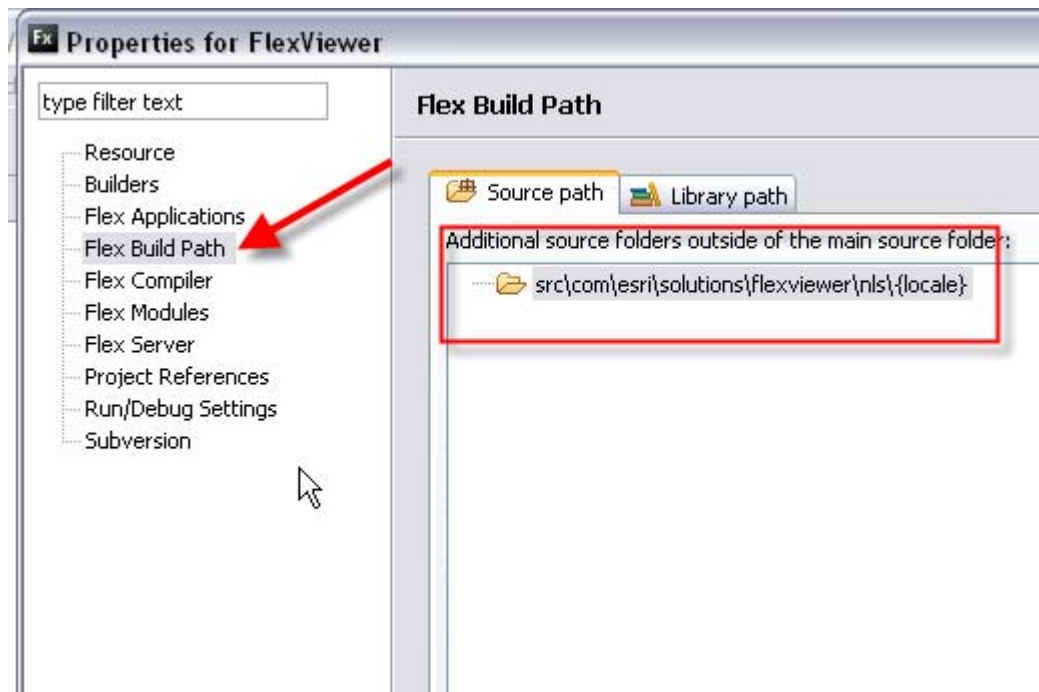 Fx Properties for FlexViewer
type filter text
Resource
Builders
Flex Applications
Flex Build Path
Flex Compiler
Flex Modules
Flex Server
Project References
Run/Debug Settings
Subversion
Flex Build Path
Source path
Library path
Additional source folders outside of the main source folder:
src\com\esri\solutions\flexviewer\nls\{locale}